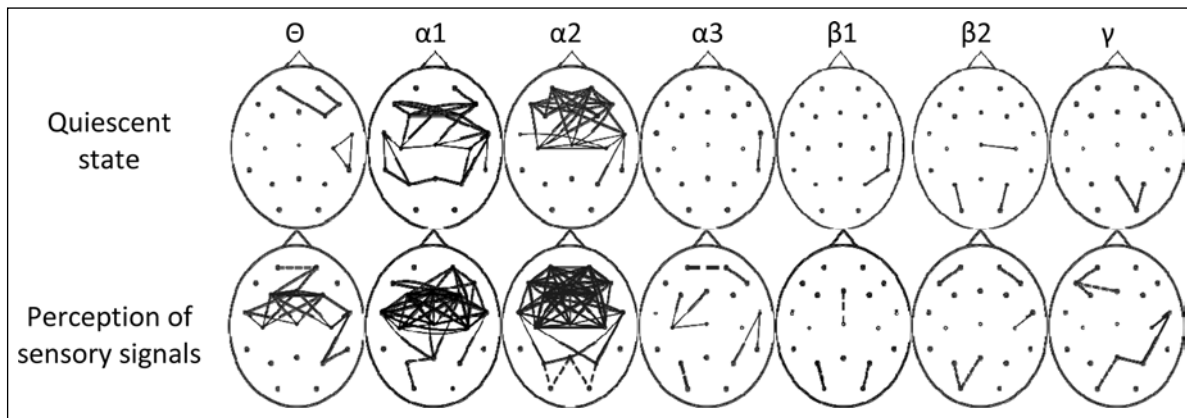 Θ α1 α2 α3 β1 β2 γ
Quiescent
state
Perception of
sensory signals